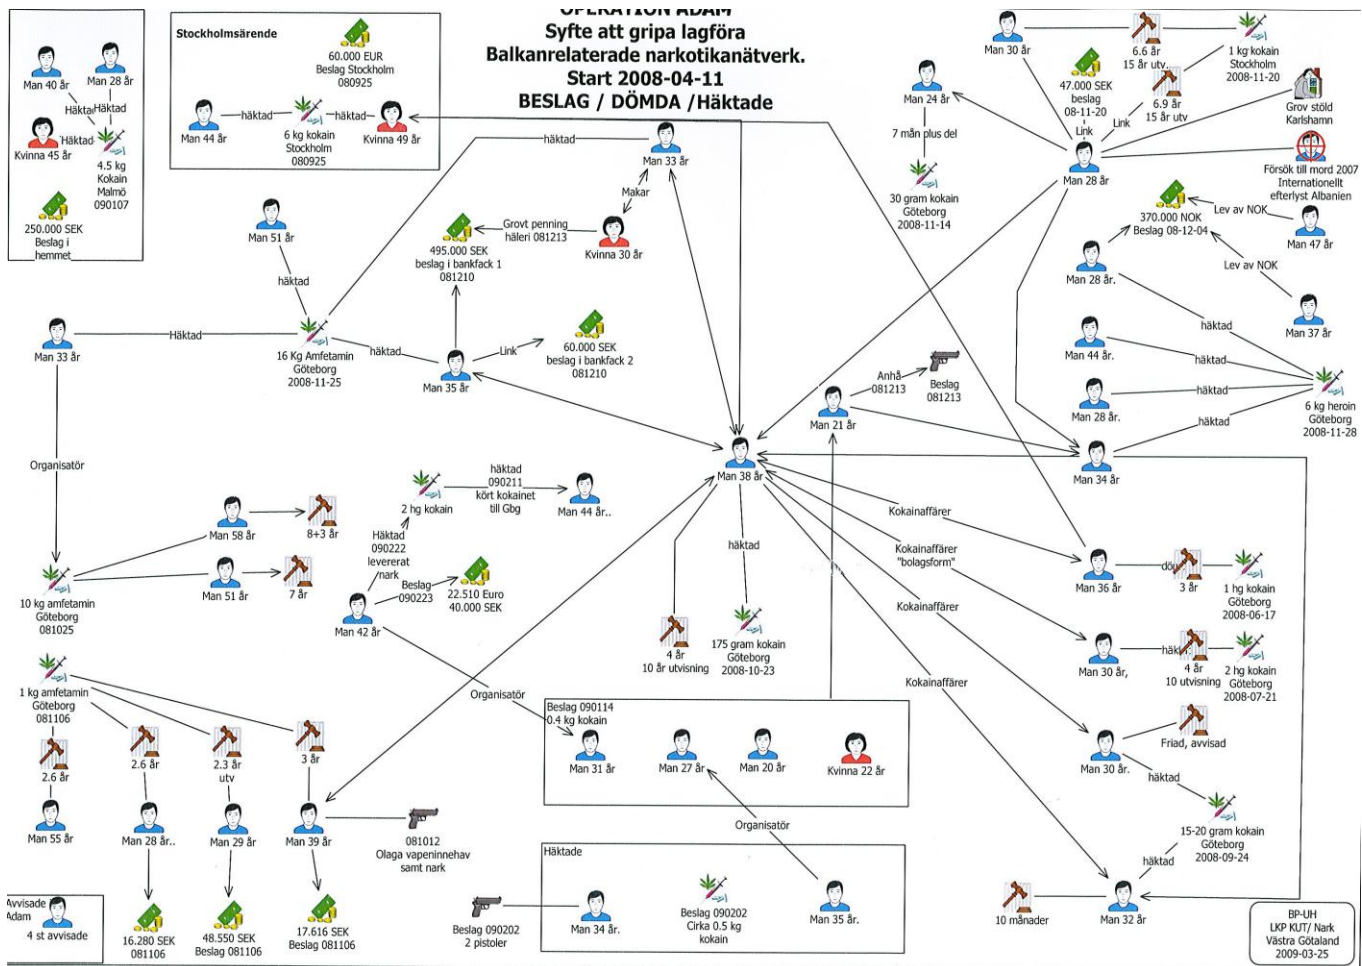 OPERATION ADAM
Syfte att gripa lagföra
Balkanrelaterade narkotikanätverk.
Start 2008-04-11
BESLAG / DÖMDA /Häktade
Man 40 år
Man 28 år
Häktad
Häktad
Häktad
Kvinna 45 år
4.5 kg
Kokain
Malmö
090107
250.000 SEK
Beslag i
hemmet
Stockholmsärende
60.000 EUR
Beslag Stockholm
080925
häktad
häktad
Man 44 år
6 kg kokain
Stockholm
080925
Kvinna 49 år
häktad
Man 33 år
Makar
Grovt penning
häleri 081213
Kvinna 30 år
495.000 SEK
beslag i bankfack 1
081210
Man 51 år
häktad
Man 33 år
Häktad
16 Kg Amfetamin
Göteborg
2008-11-25
häktad
Man 35 år
Link
60.000 SEK
beslag i bankfack 2
081210
Man 30 år
6.6 år
15 år utv.
1 kg kokain
Stockholm
2008-11-20
47.000 SEK
beslag
08-11-20
Link
6.9 år
15 år utv
Link
Grov stöld
Karlshamn
Man 24 år
7 mån plus del
30 gram kokain
Göteborg
2008-11-14
Man 28 år
Försök till mord 2007
Internationellt
efterlyst Albanien
370.000 NOK
Beslag 08-12-04
Lev av NOK
Man 47 år
Lev av NOK
Man 37 år
Man 28 år.
häktad
Man 44 år.
häktad
Man 28 år.
häktad
häktad
6 kg heroin
Göteborg
2008-11-28
Man 34 år
Anhå
081213
Beslag
081213
Man 21 år
Man 38 år
Organisatör
10 kg amfetamin
Göteborg
081025
Man 58 år
8+3 år
Man 51 år
7 år
2 hg kokain
häktad
090211
kört kokainet
till Gbg
Man 44 år..
Häktad
090222
levererat
nark
Beslag
090223
22.510 Euro
40.000 SEK
Man 42 år
Organisatör
4 år
10 år utvisning
häktad
175 gram kokain
Göteborg
2008-10-23
Kokainaffärer
Kokainaffärer
"bolagsform"
Kokainaffärer
Kokainaffärer
Man 36 år
3 år
1 hg kokain
Göteborg
2008-06-17
Man 30 år,
4 år
10 utvisning
2 hg kokain
Göteborg
2008-07-21
Friad, avvisad
Man 30 år.
häktad
15-20 gram kokain
Göteborg
2008-09-24
häktad
10 månader
Man 32 år
1 kg amfetamin
Göteborg
081106
2.6 år
2.6 år
2.3 år
utv
3 år
Man 55 år
Man 28 år..
Man 29 år
Man 39 år
081012
Olaga vapeninnehav
samt nark
16.280 SEK
081106
48.550 SEK
Beslag 081106
17.616 SEK
Beslag 081106
Beslag 090114
0.4 kg kokain
Man 31 år
Man 27 år
Man 20 år
Kvinna 22 år
Organisatör
Häktade
Beslag 090202
2 pistoler
Man 34 år.
Beslag 090202
Cirka 0.5 kg
kokain
Man 35 år.
Avvisade
Adam
4 st avvisade
BP-UH
LKP KUT/ Nark
Västra Götaland
2009-03-25